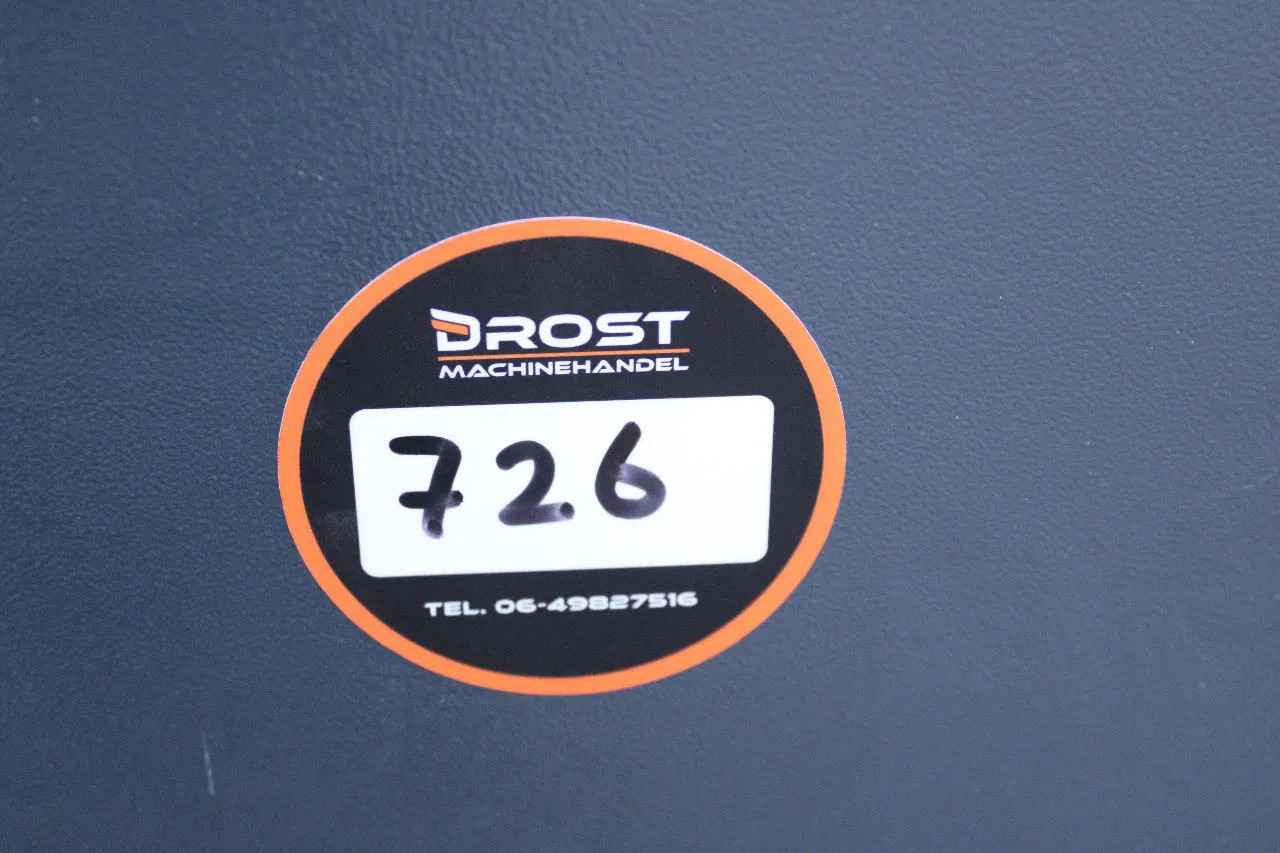 DROST
MACHINEHANDEL
726
TEL. 06-49827516